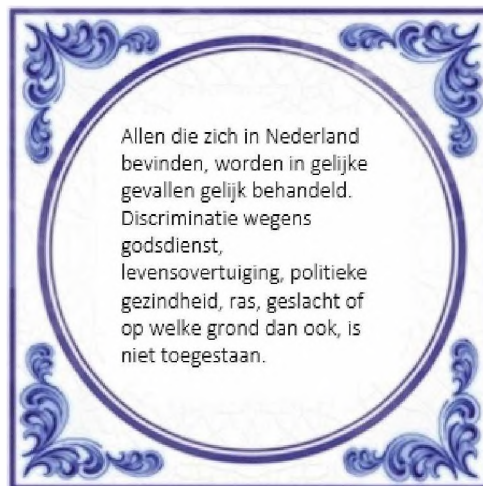 Allen die zich in Nederland
bevinden, worden in gelijke
gevallen gelijk behandeld.
Discriminatie wegens
godsdienst,
levensovertuiging, politieke
gezindheid, ras, geslacht of
op welke grond dan ook, is
niet toegestaan.